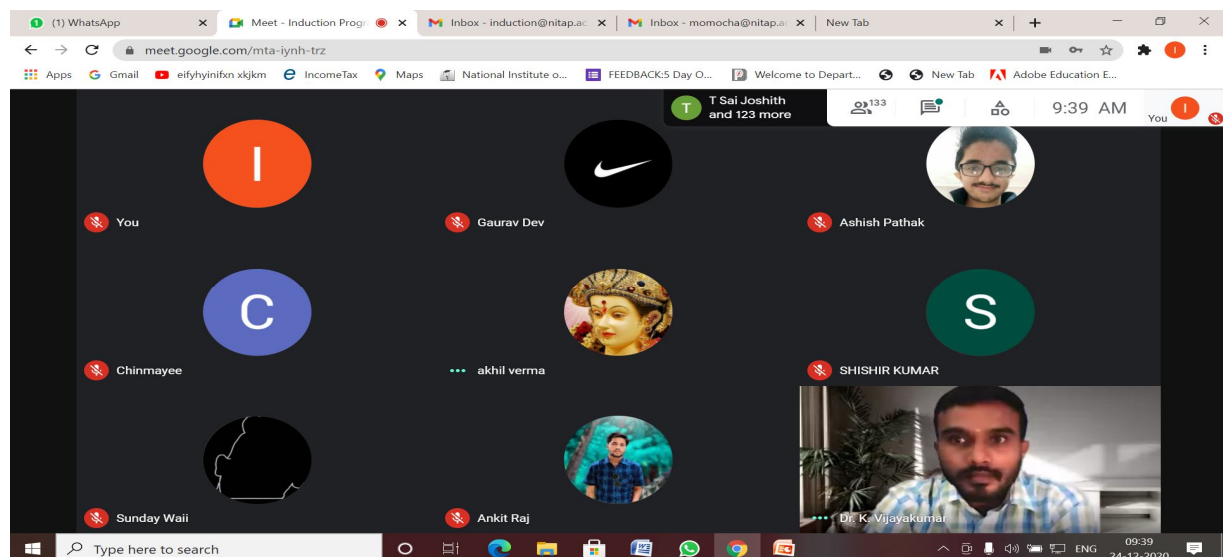 (1) WhatsApp
Meet - Induction Progr
Inbox - induction@nitap.ac
Inbox - momocha@nitap.a
New Tab
meet.google.com/mta-iynh-trz
Apps
Gmail
eifyhyinifxn xkjkm
IncomeTax
Maps
National Institute o...
FEEDBACK:5 Day O...
Welcome to Depart...
New Tab
Adobe Education E...
I
T
T Sai Joshith
and 123 more
133
9:39 AM
You
I
I
You
Gaurav Dev
Ashish Pathak
C
Chinmayee
akhil verma
S
SHISHIR KUMAR
Sunday Waii
Ankit Raj
Dr. K. Vijayakumar
Type here to search
ENG
09:39
24-12-2020